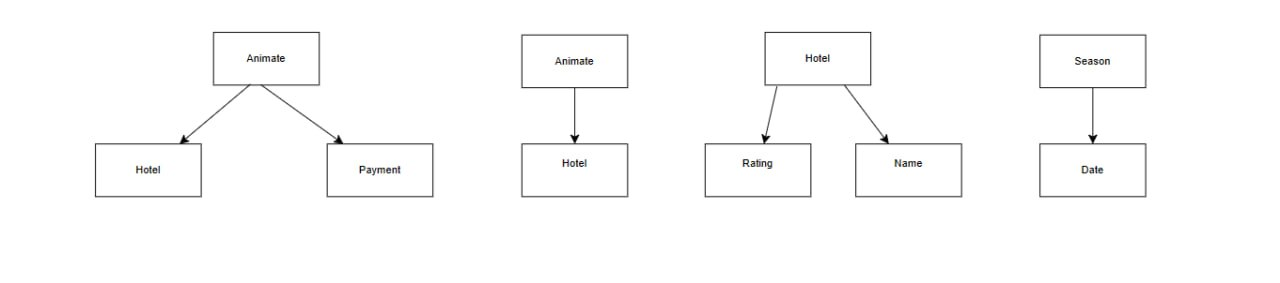 Animate
Animate
Hotel
Season
Hotel
Payment
Hotel
Rating
Name
Date